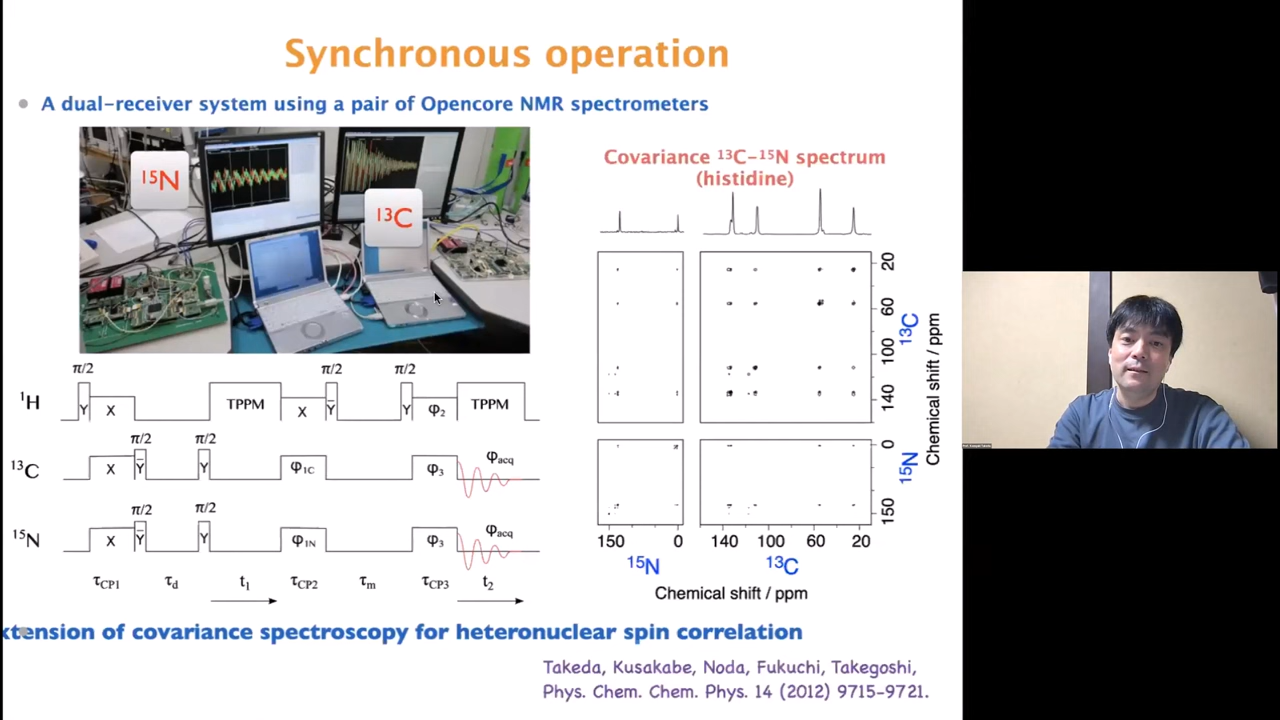 Synchronous operation
A dual-receiver system using a pair of Opencore NMR spectrometers
15N
13C
Covariance 13C-15N spectrum
(histidine)
π/2 π/2 π/2
1H Y X TPPM X Y̅ Y φ2 TPPM
π/2 π/2
13C X Y̅ Y φ1C φ3 φacq
π/2 π/2
15N X Y̅ Y φ1N φ3 φacq
τCP1 τd t1 τCP2 τm τCP3 t2
20
60
100
140
13C
Chemical shift / ppm
0
150
15N
150 0 140 100 60 20
15N 13C
Chemical shift / ppm
xtension of covariance spectroscopy for heteronuclear spin correlation
Takeda, Kusakabe, Noda, Fukuchi, Takegoshi,
Phys. Chem. Chem. Phys. 14 (2012) 9715-9721.